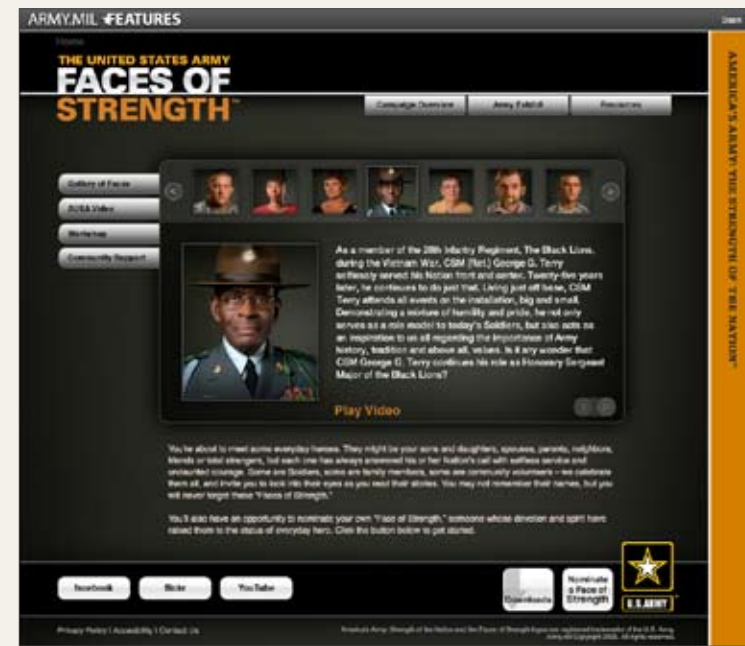 ARMY.MIL FEATURES
Home
THE UNITED STATES ARMY
FACES OF
STRENGTH™
Campaign Overview
Army Exhibit
Resources
Gallery of Faces
AUSA Video
Workshop
Community Support
As a member of the 28th Infantry Regiment, The Black Lions,
during the Vietnam War, CSM (Ret.) George G. Terry
selflessly served his Nation front and center. Twenty-five years
later, he continues to do just that. Living just off base, CSM
Terry attends all events on the installation, big and small.
Demonstrating a mixture of humility and pride, he not only
serves as a role model to today's Soldiers, but also acts as
an inspiration to us all regarding the importance of Army
history, tradition and above all, values. Is it any wonder that
CSM George G. Terry continues his role as Honorary Sergeant
Major of the Black Lions?
Play Video
You're about to meet some everyday heroes. They might be your sons and daughters, spouses, parents, neighbors,
friends or total strangers, but each one has always answered his or her Nation's call with selfless service and
undaunted courage. Some are Soldiers, some are family members, some are community volunteers – we celebrate
them all, and invite you to look into their eyes as you read their stories. You may not remember their names, but you
will never forget these "Faces of Strength."
You'll also have an opportunity to nominate your own "Face of Strength," someone whose devotion and spirit have
raised them to the status of everyday hero. Click the button below to get started.
facebook
flickr
YouTube
Downloads
Nominate
a Face of
Strength
U.S.ARMY
Privacy Policy | Accessibility | Contact Us
AMERICA'S ARMY: THE STRENGTH OF THE NATION™